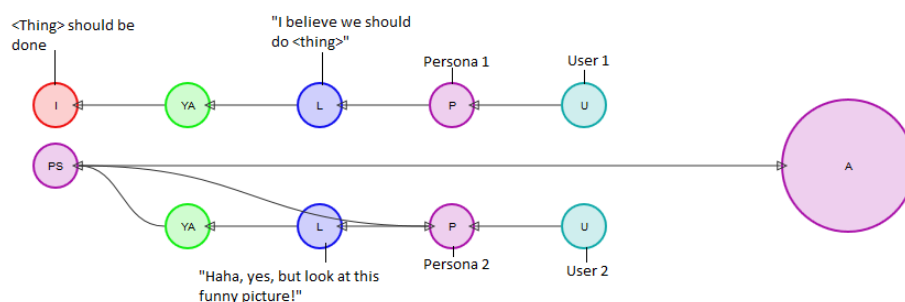 <Thing> should be
done
"I believe we should
do <thing>"
Persona 1
User 1
I
YA
L
P
U
PS
A
YA
L
P
U
"Haha, yes, but look at this
funny picture!"
Persona 2
User 2